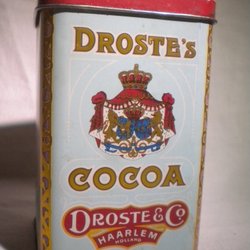 DROSTE'S
COCOA
DROSTE & Co
HAARLEM
HOLLAND